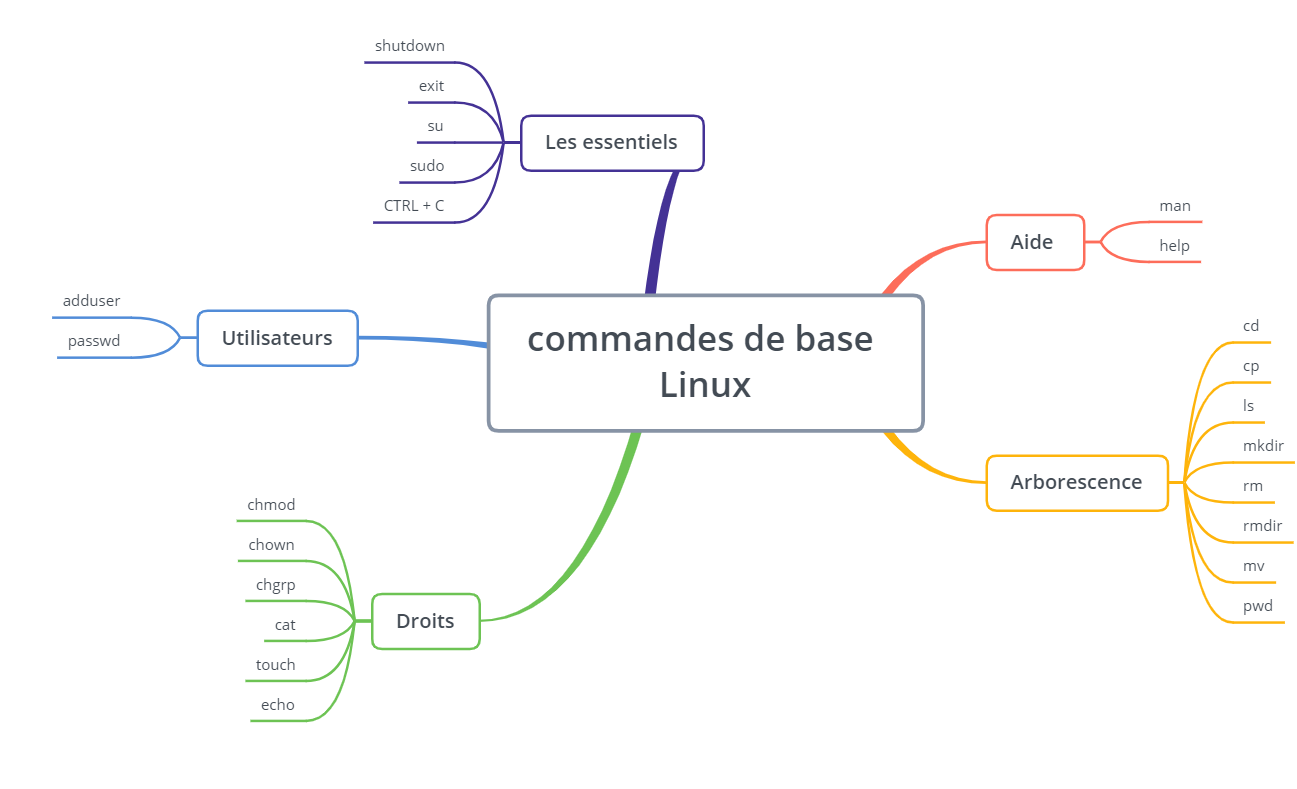 commandes de base
Linux
Les essentiels
shutdown
exit
su
sudo
CTRL + C
Aide
man
help
Utilisateurs
adduser
passwd
Arborescence
cd
cp
ls
mkdir
rm
rmdir
mv
pwd
Droits
chmod
chown
chgrp
cat
touch
echo